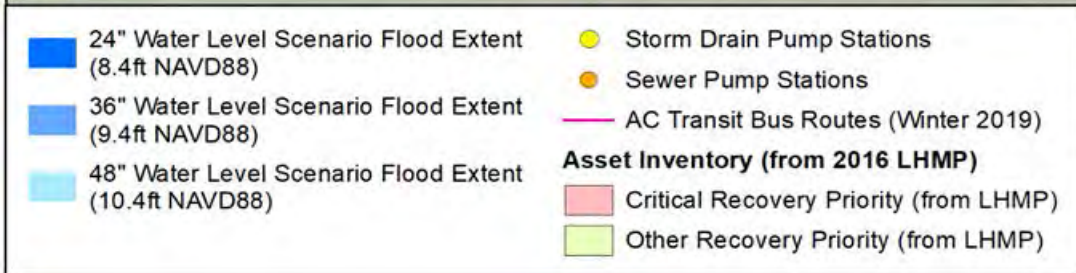 24" Water Level Scenario Flood Extent
(8.4ft NAVD88)
36" Water Level Scenario Flood Extent
(9.4ft NAVD88)
48" Water Level Scenario Flood Extent
(10.4ft NAVD88)
Storm Drain Pump Stations
Sewer Pump Stations
AC Transit Bus Routes (Winter 2019)
Asset Inventory (from 2016 LHMP)
Critical Recovery Priority (from LHMP)
Other Recovery Priority (from LHMP)